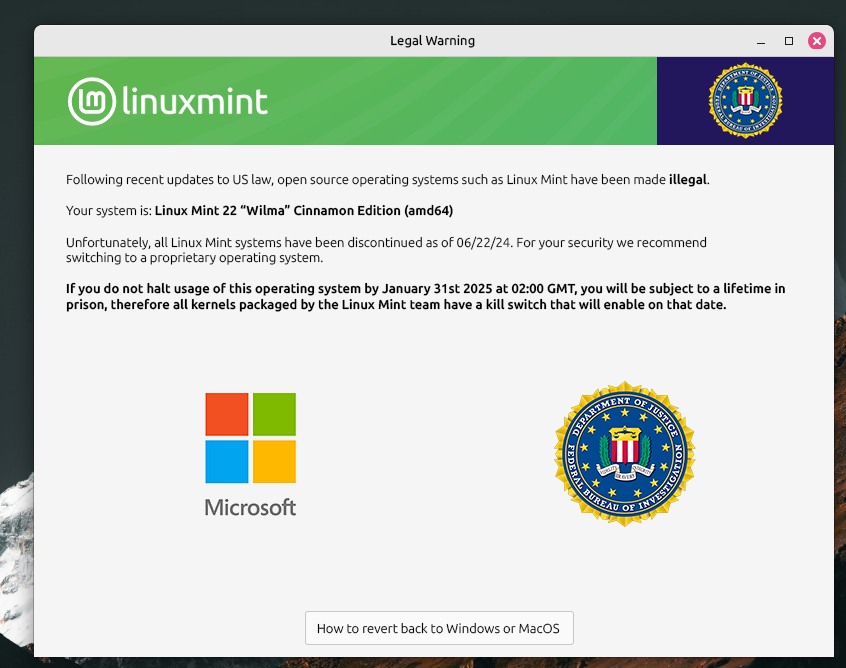 Legal Warning
linuxmint
DEPARTMENT OF JUSTICE
FEDERAL BUREAU OF INVESTIGATION
Following recent updates to US law, open source operating systems such as Linux Mint have been made illegal.
Your system is: Linux Mint 22 “Wilma” Cinnamon Edition (amd64)
Unfortunately, all Linux Mint systems have been discontinued as of 06/22/24. For your security we recommend
switching to a proprietary operating system.
If you do not halt usage of this operating system by January 31st 2025 at 02:00 GMT, you will be subject to a lifetime in
prison, therefore all kernels packaged by the Linux Mint team have a kill switch that will enable on that date.
Microsoft
DEPARTMENT OF JUSTICE
FEDERAL BUREAU OF INVESTIGATION
How to revert back to Windows or MacOS